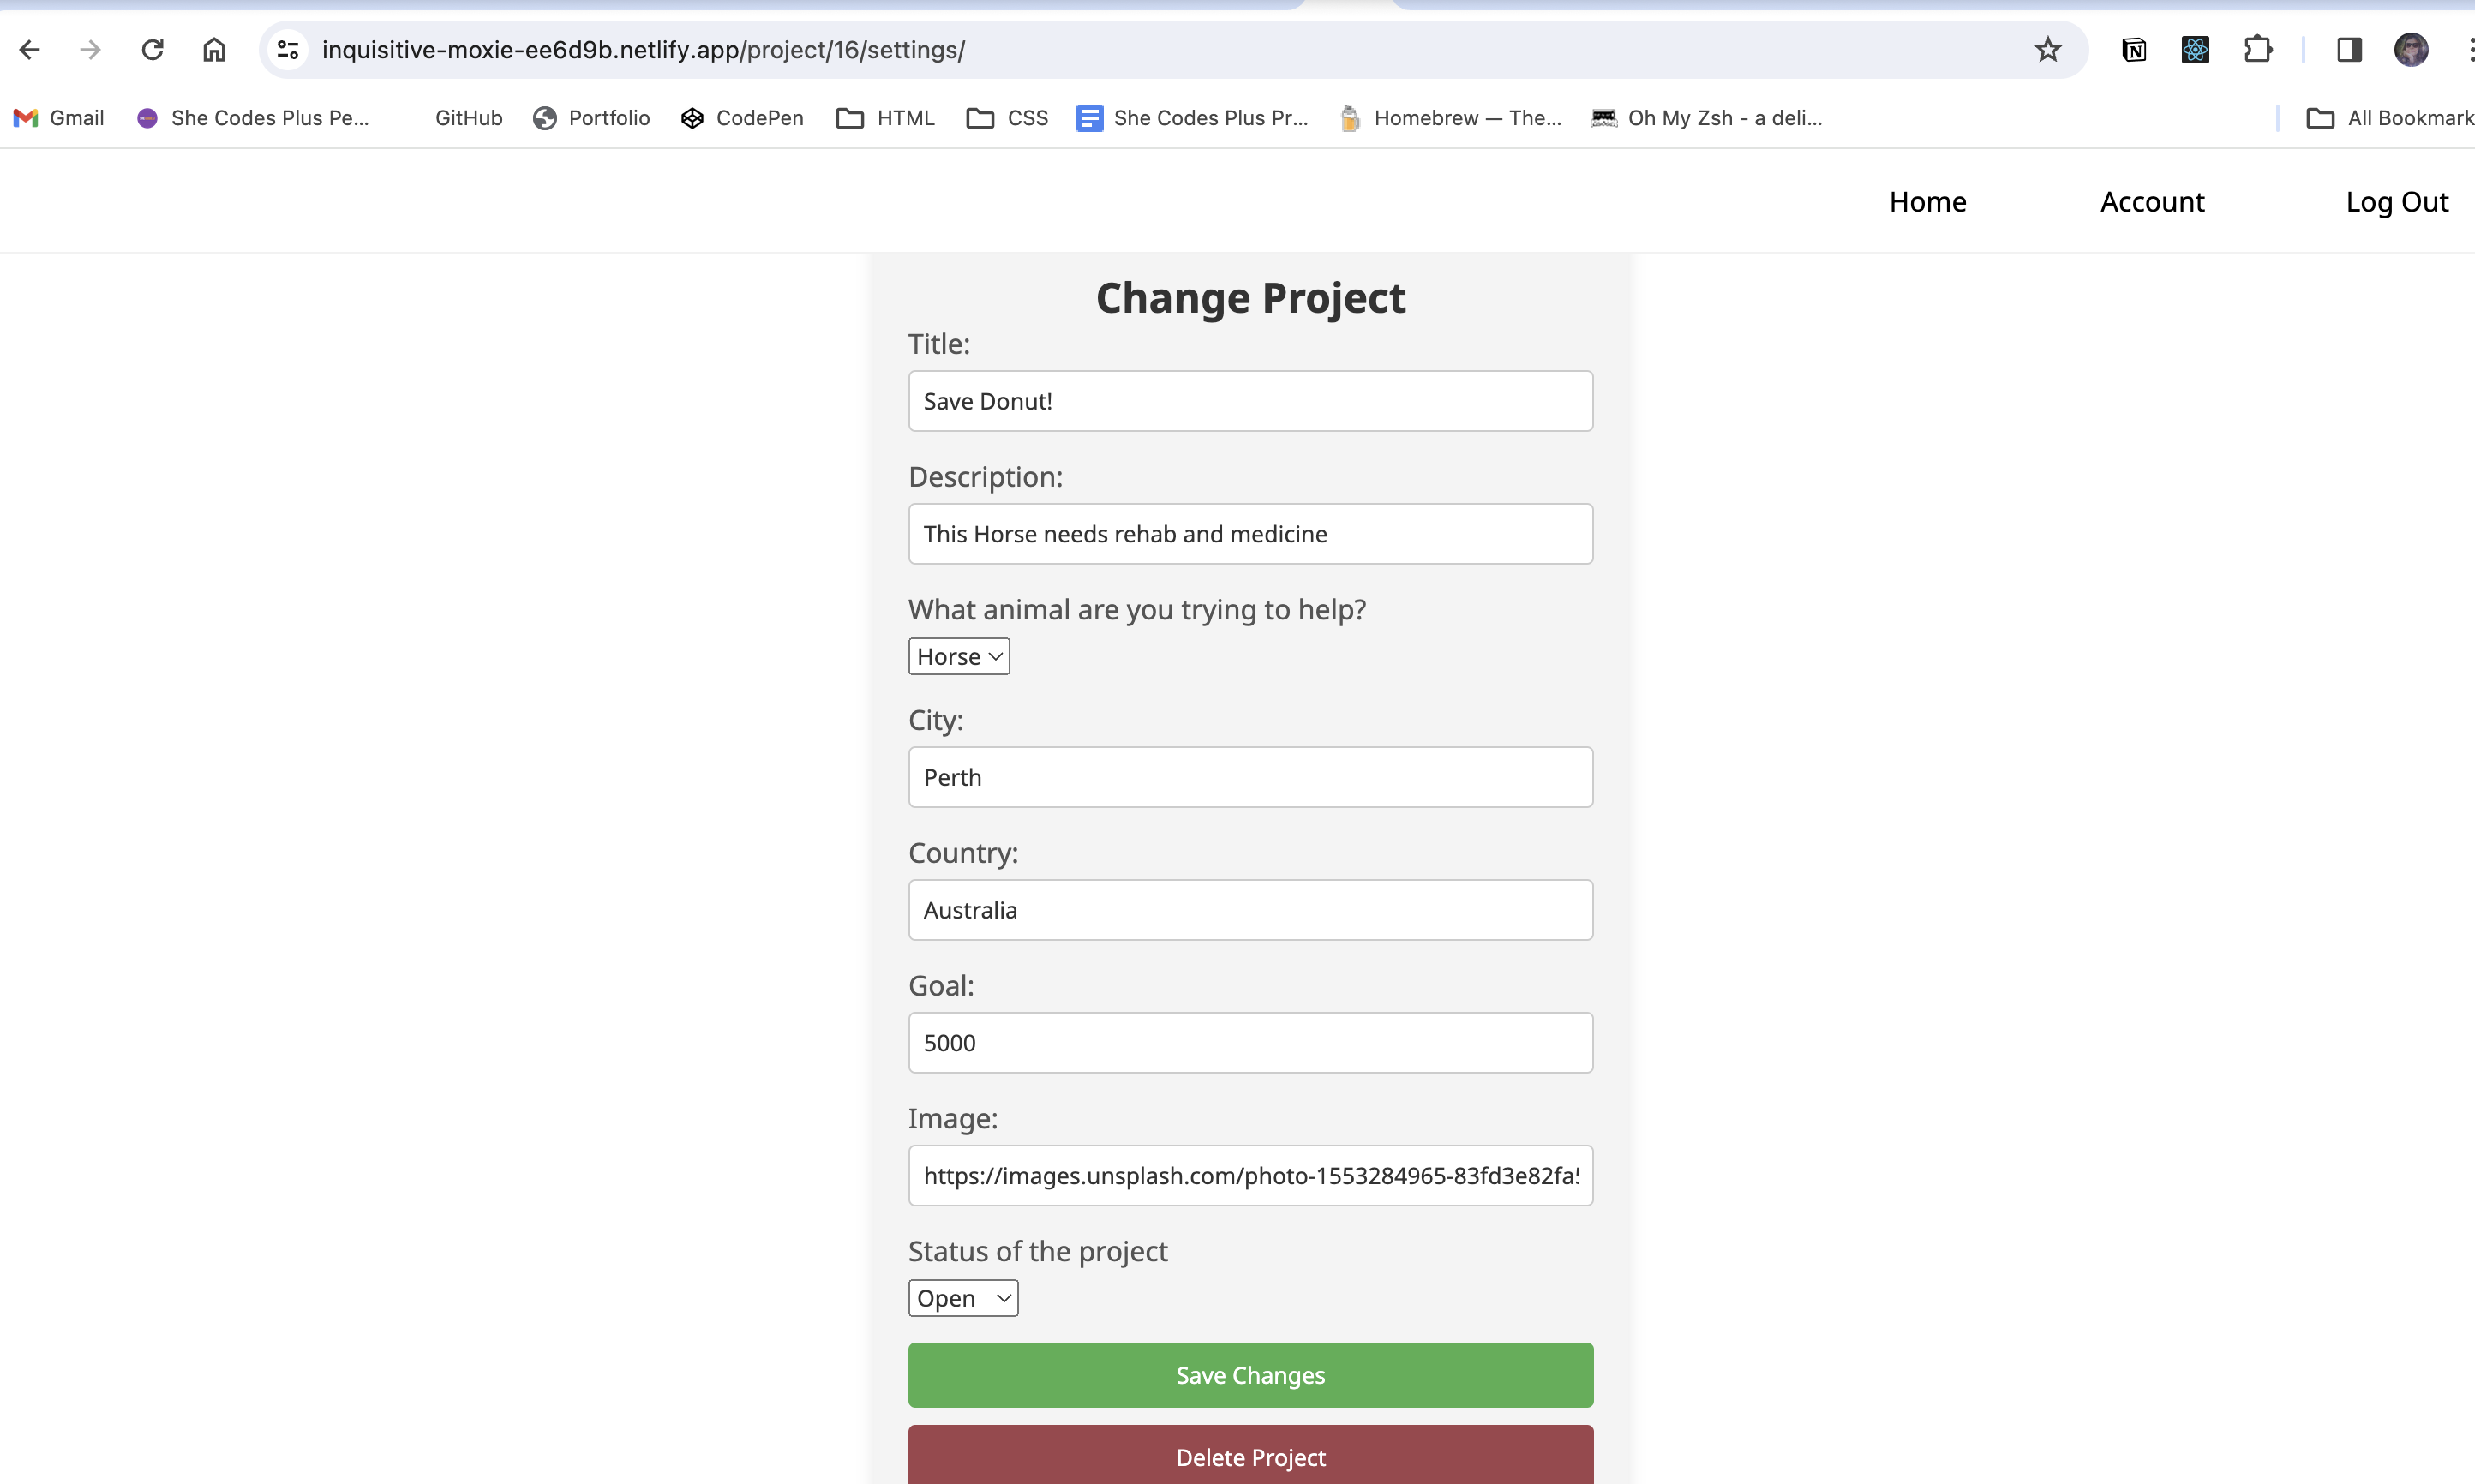 inquisitive-moxie-ee6d9b.netlify.app/project/16/settings/
Gmail She Codes Plus Pe... GitHub Portfolio CodePen HTML CSS She Codes Plus Pr... Homebrew — The... Oh My Zsh - a deli... All Bookmark
Home Account Log Out
Change Project
Title:
Save Donut!
Description:
This Horse needs rehab and medicine
What animal are you trying to help?
Horse
City:
Perth
Country:
Australia
Goal:
5000
Image:
https://images.unsplash.com/photo-1553284965-83fd3e82fa5
Status of the project
Open
Save Changes
Delete Project